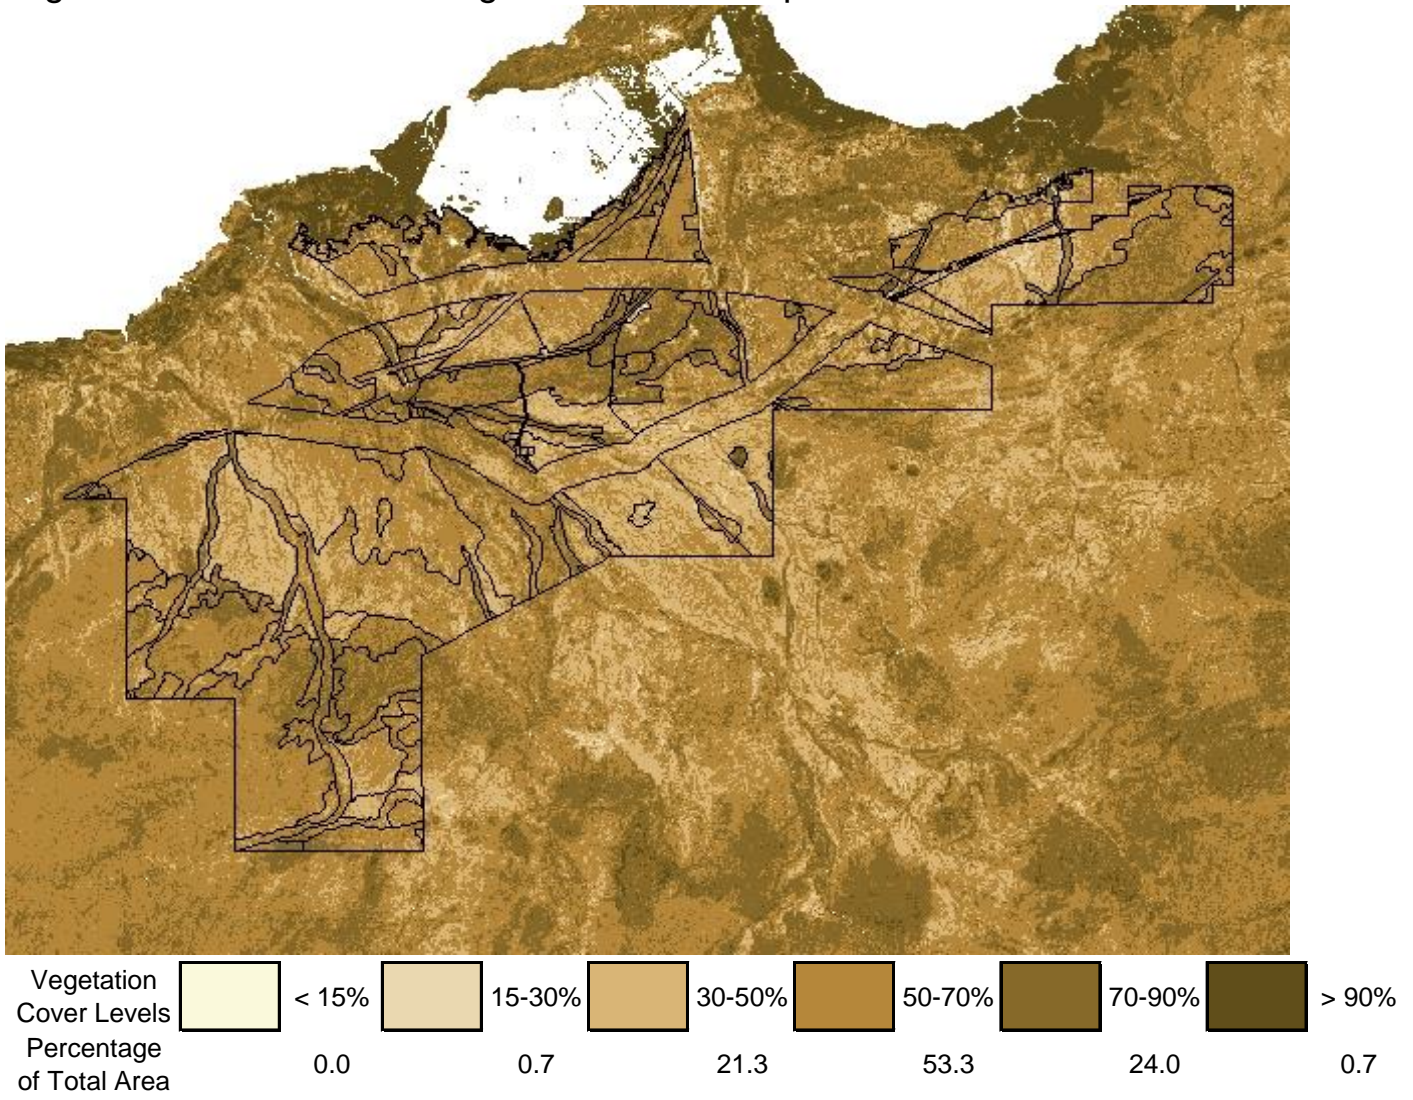 Vegetation
Cover Levels
< 15% 15-30% 30-50% 50-70% 70-90% > 90%
Percentage
of Total Area
0.0 0.7 21.3 53.3 24.0 0.7